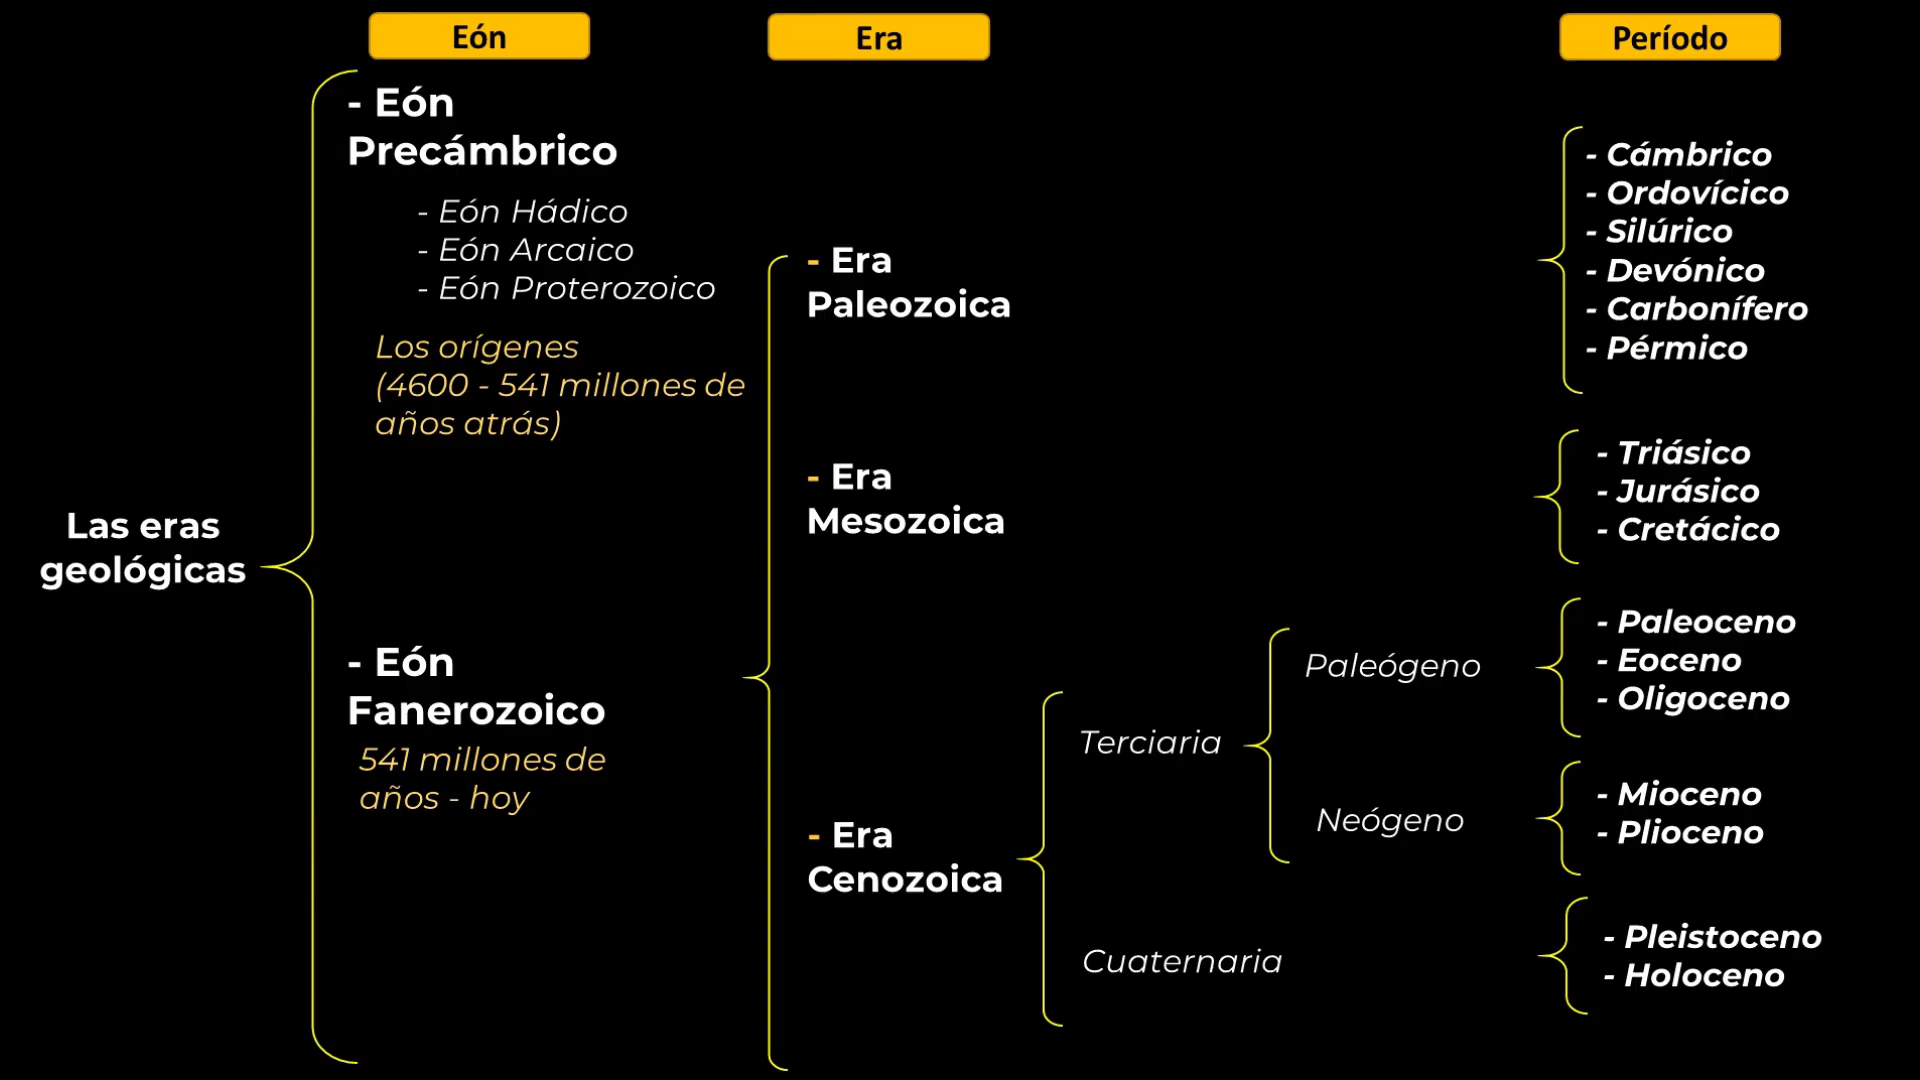 Eón
Era
Período
- Eón
Precámbrico
- Eón Hádico
- Eón Arcaico
- Eón Proterozoico
Los orígenes
(4600 - 541 millones de
años atrás)
Las eras
geológicas
- Eón
Fanerozoico
541 millones de
años - hoy
- Era
Paleozoica
- Era
Mesozoica
- Era
Cenozoica
Terciaria
Cuaternaria
Paleógeno
Neógeno
- Cámbrico
- Ordovícico
- Silúrico
- Devónico
- Carbonífero
- Pérmico
- Triásico
- Jurásico
- Cretácico
- Paleoceno
- Eoceno
- Oligoceno
- Mioceno
- Plioceno
- Pleistoceno
- Holoceno